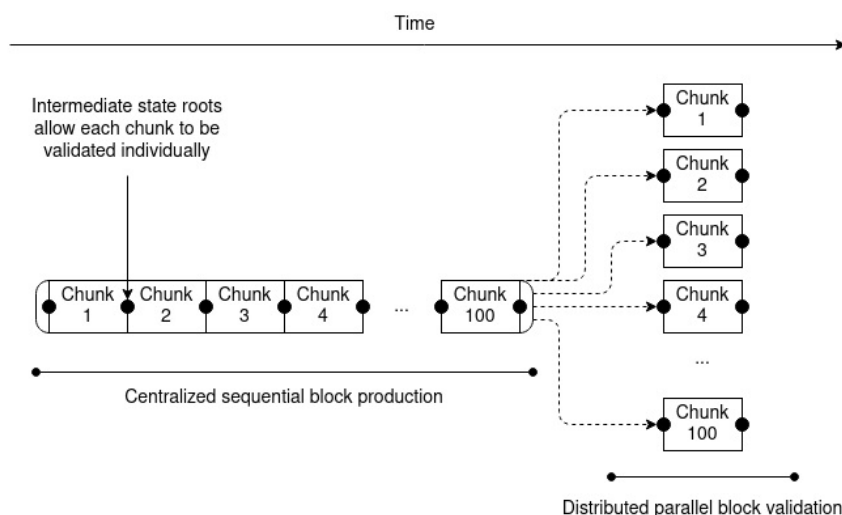 Time
Intermediate state roots
allow each chunk to be
validated individually
Chunk
1
Chunk
2
Chunk
3
Chunk
4
...
Chunk
100
Centralized sequential block production
Chunk
1
Chunk
2
Chunk
3
Chunk
4
...
Chunk
100
Distributed parallel block validation